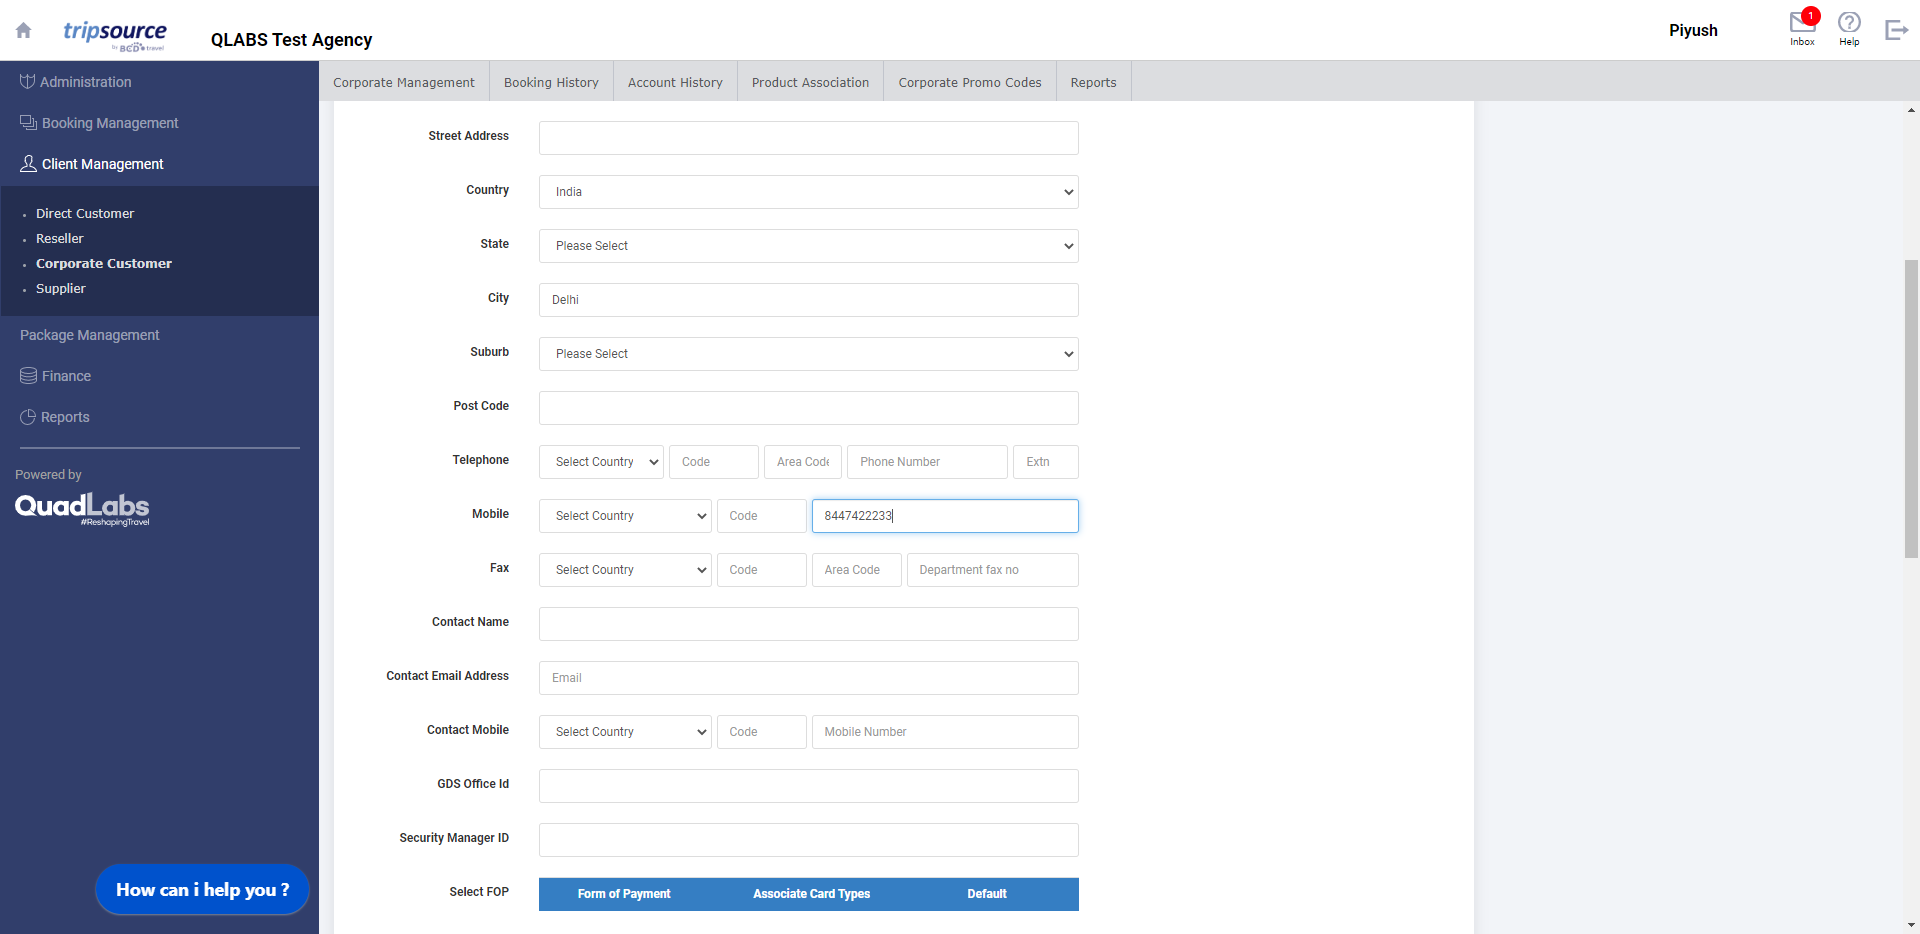 tripsource
by BCD travel
QLABS Test Agency
Piyush
1
Inbox
Help
Administration
Booking Management
Client Management
Direct Customer
Reseller
Corporate Customer
Supplier
Package Management
Finance
Reports
Powered by
QuadLabs
#ReshapingTravel
How can i help you ?
Corporate Management
Booking History
Account History
Product Association
Corporate Promo Codes
Reports
Street Address
Country India
State Please Select
City Delhi
Suburb Please Select
Post Code
Telephone Select Country Code Area Code Phone Number Extn
Mobile Select Country Code 8447422233
Fax Select Country Code Area Code Department fax no
Contact Name
Contact Email Address Email
Contact Mobile Select Country Code Mobile Number
GDS Office Id
Security Manager ID
Select FOP Form of Payment Associate Card Types Default